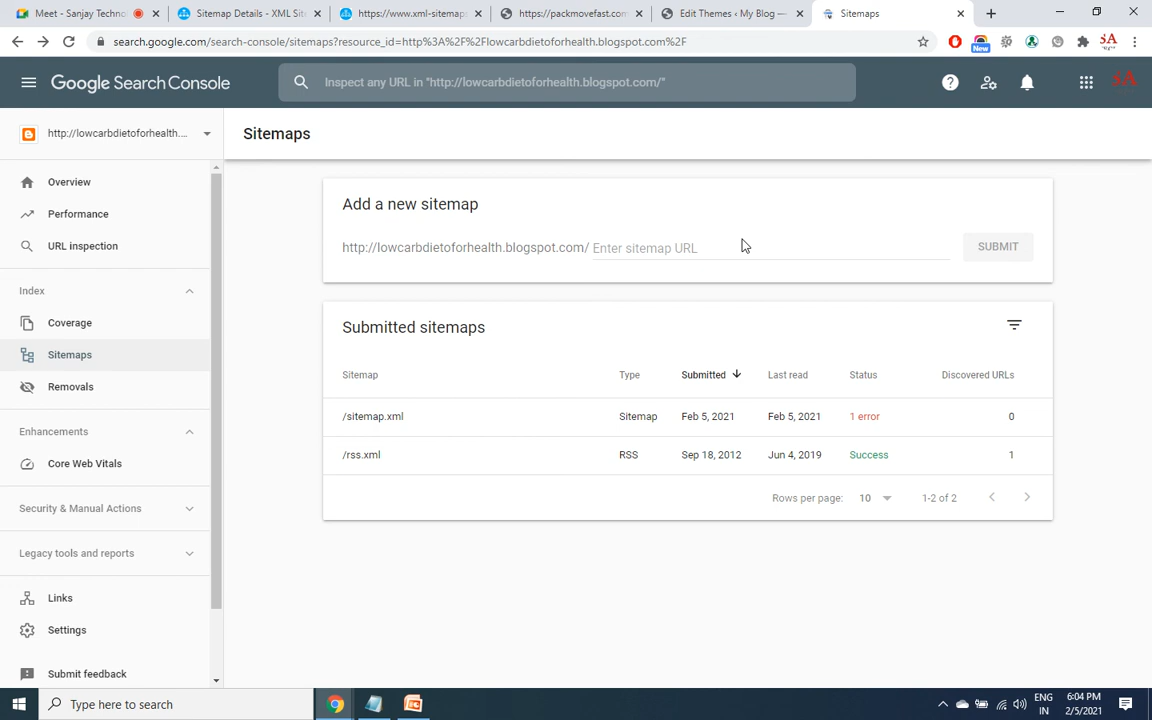 Meet - Sanjay Techno
Sitemap Details - XML Sit
https://www.xml-sitemap
https://packmovefast.com
Edit Themes ‹ My Blog —
Sitemaps
search.google.com/search-console/sitemaps?resource_id=http%3A%2F%2Flowcarbdietoforhealth.blogspot.com%2F
New
Google Search Console
Inspect any URL in "http://lowcarbdietoforhealth.blogspot.com/"
http://lowcarbdietoforhealth....
Sitemaps
Overview
Performance
URL inspection
Index
Coverage
Sitemaps
Removals
Enhancements
Core Web Vitals
Security & Manual Actions
Legacy tools and reports
Links
Settings
Submit feedback
Add a new sitemap
http://lowcarbdietoforhealth.blogspot.com/ Enter sitemap URL
SUBMIT
Submitted sitemaps
Sitemap Type Submitted Last read Status Discovered URLs
/sitemap.xml Sitemap Feb 5, 2021 Feb 5, 2021 1 error 0
/rss.xml RSS Sep 18, 2012 Jun 4, 2019 Success 1
Rows per page: 10 1-2 of 2
Type here to search
ENG
IN
6:04 PM
2/5/2021